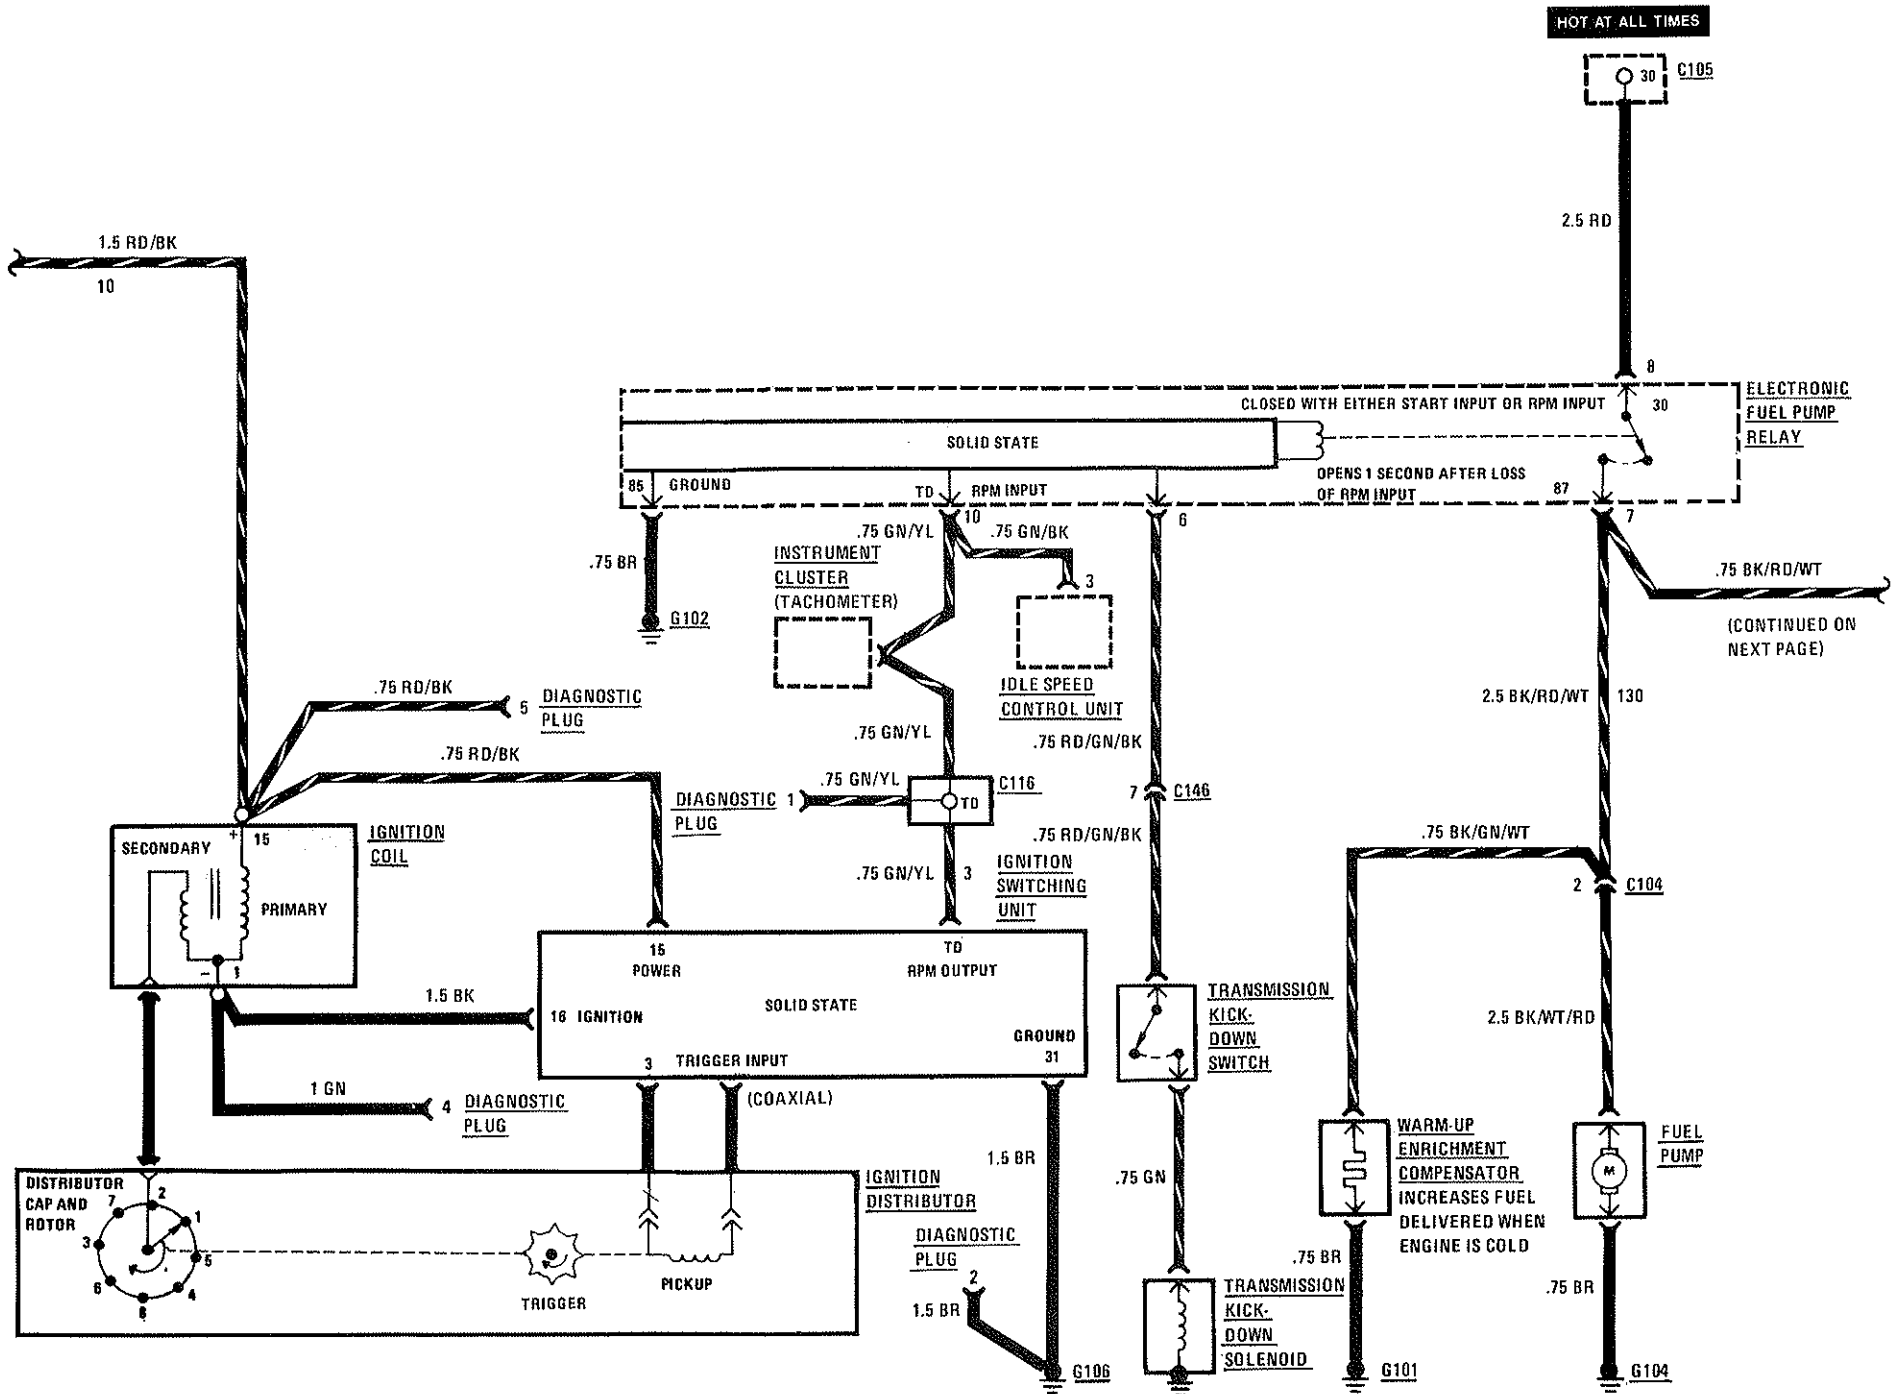 HOT AT ALL TIMES
30
C105
2.5 RD
1.5 RD/BK
10
8
ELECTRONIC
FUEL PUMP
RELAY
CLOSED WITH EITHER START INPUT OR RPM INPUT
30
SOLID STATE
OPENS 1 SECOND AFTER LOSS
OF RPM INPUT
85 GROUND
TD RPM INPUT
87
10
6
7
.75 GN/YL
.75 GN/BK
.75 BR
INSTRUMENT
CLUSTER
(TACHOMETER)
3
G102
.75 BK/RD/WT
(CONTINUED ON
NEXT PAGE)
IDLE SPEED
CONTROL UNIT
.75 RD/BK
5
DIAGNOSTIC
PLUG
2.5 BK/RD/WT
130
.75 GN/YL
.75 RD/GN/BK
.75 RD/BK
.75 GN/YL
DIAGNOSTIC
PLUG
1
TD
C116
7
C146
+
15
IGNITION
COIL
SECONDARY
PRIMARY
–
1
.75 RD/GN/BK
.75 BK/GN/WT
.75 GN/YL
3
IGNITION
SWITCHING
UNIT
2
C104
15
POWER
TD
RPM OUTPUT
SOLID STATE
16 IGNITION
GROUND
31
3
TRIGGER INPUT
(COAXIAL)
1.5 BK
1 GN
4
DIAGNOSTIC
PLUG
TRANSMISSION
KICK-
DOWN
SWITCH
2.5 BK/WT/RD
WARM-UP
ENRICHMENT
COMPENSATOR
INCREASES FUEL
DELIVERED WHEN
ENGINE IS COLD
M
FUEL
PUMP
1.5 BR
.75 GN
DISTRIBUTOR
CAP AND
ROTOR
7
2
1
3
5
6
4
8
TRIGGER
PICKUP
IGNITION
DISTRIBUTOR
DIAGNOSTIC
PLUG
2
1.5 BR
G106
TRANSMISSION
KICK-
DOWN
SOLENOID
.75 BR
G101
.75 BR
G104